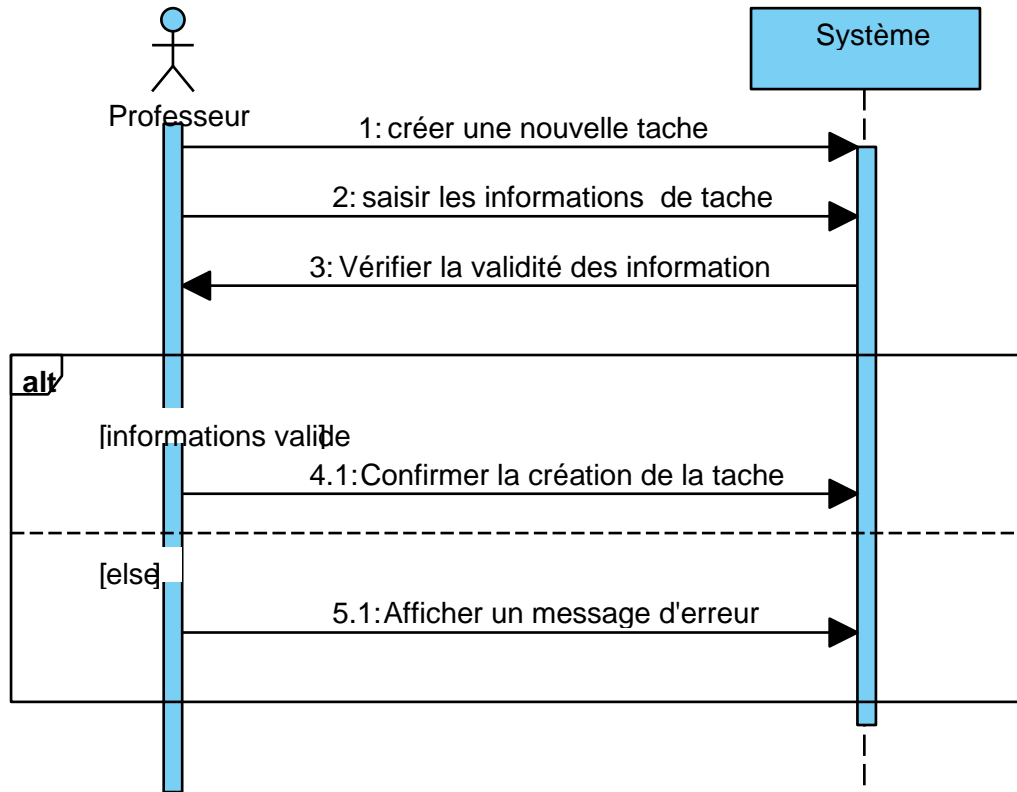 Système
Professeur
1: créer une nouvelle tache
2: saisir les informations de tache
3: Vérifier la validité des information
alt
[informations valide]
4.1:Confirmer la création de la tache
[else]
5.1:Afficher un message d'erreur